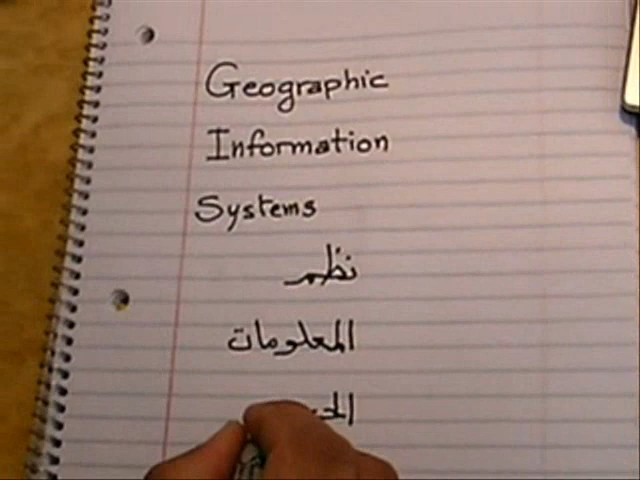 Geographic
Information
Systems
نظم
المعلومات